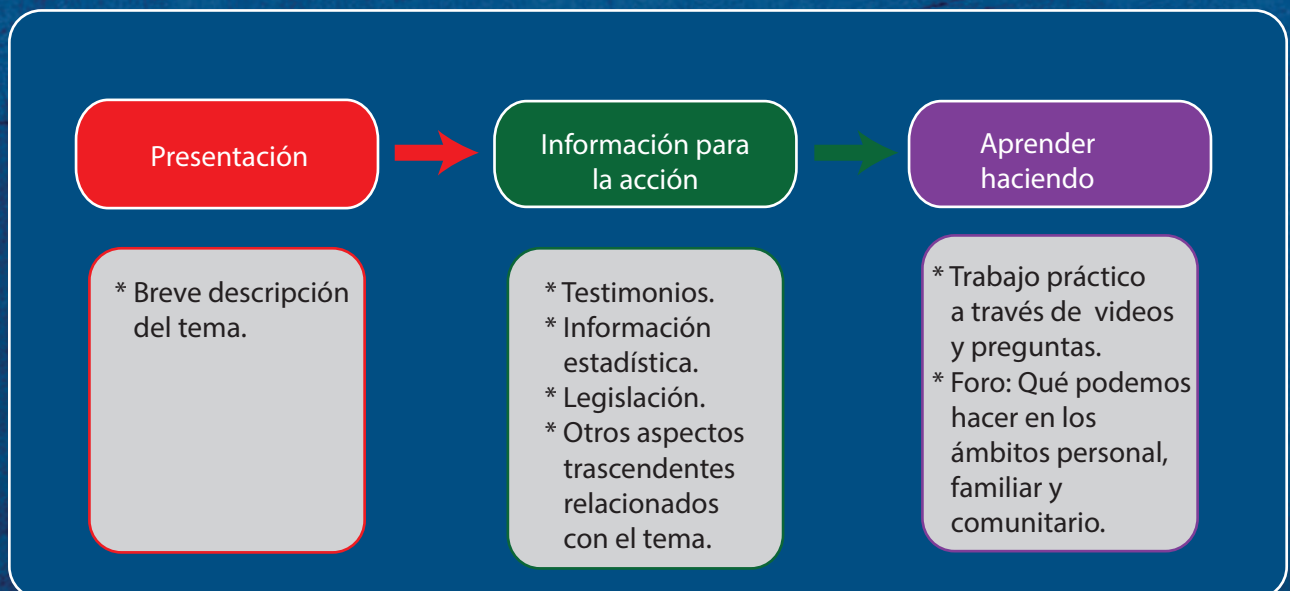 Presentación
Información para
la acción
Aprender
haciendo
* Breve descripción
del tema.
* Testimonios.
* Información
estadística.
* Legislación.
* Otros aspectos
trascendentes
relacionados
con el tema.
* Trabajo práctico
a través de videos
y preguntas.
* Foro: Qué podemos
hacer en los
ámbitos personal,
familiar y
comunitario.